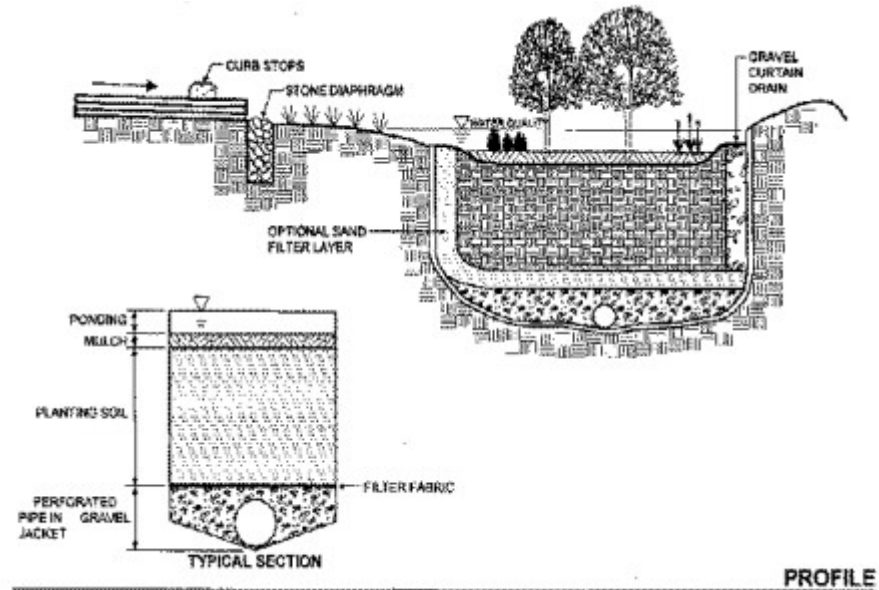 CURB STOPS
STONE DIAPHRAGM
GRAVEL
CURTAIN
DRAIN
WATER QUALITY
OPTIONAL SAND
FILTER LAYER
PONDING
MULCH
PLANTING SOIL
FILTER FABRIC
PERFORATED
PIPE IN GRAVEL
JACKET
TYPICAL SECTION
PROFILE